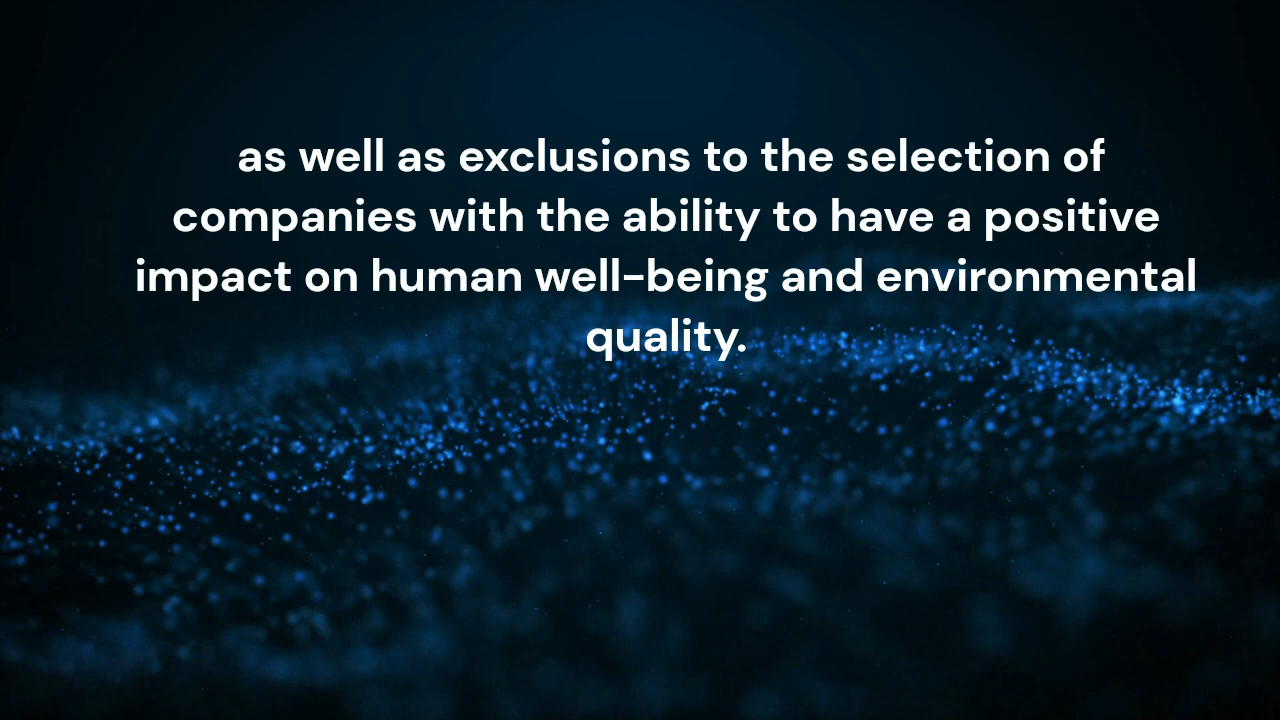 as well as exclusions to the selection of
companies with the ability to have a positive
impact on human well-being and environmental
quality.